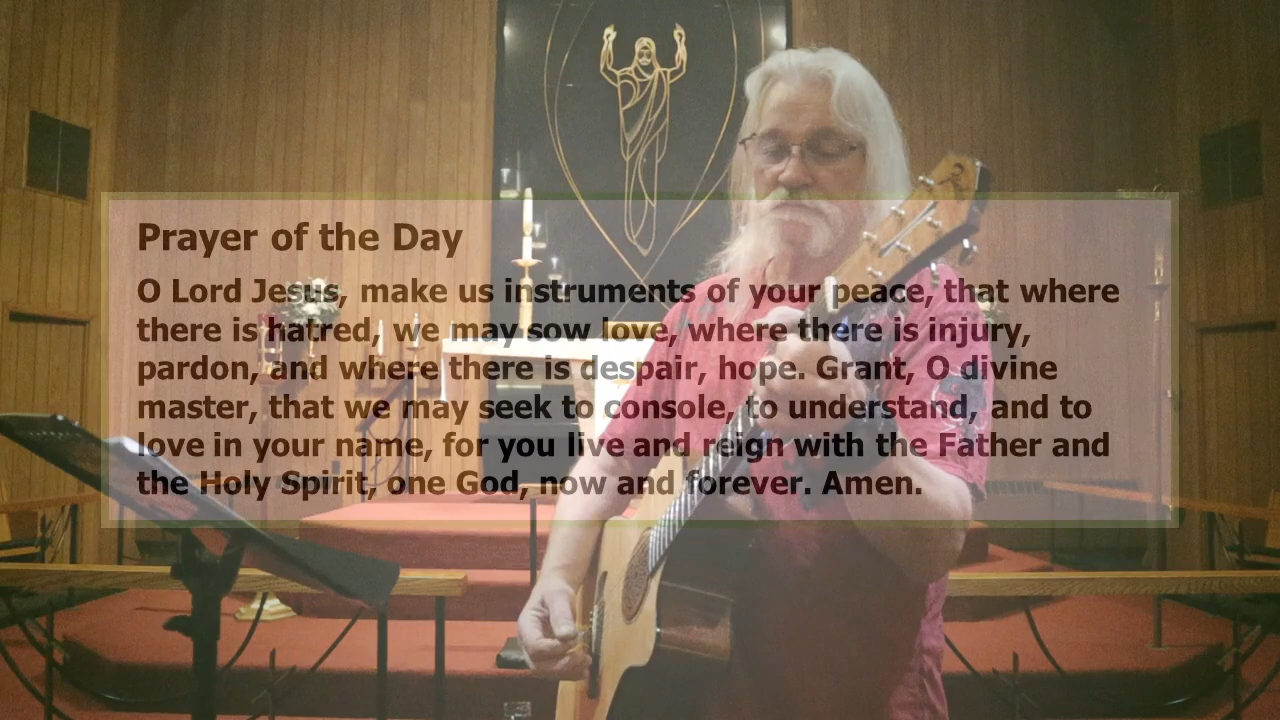 Prayer of the Day
O Lord Jesus, make us instruments of your peace, that where
there is hatred, we may sow love, where there is injury,
pardon, and where there is despair, hope. Grant, O divine
master, that we may seek to console, to understand, and to
love in your name, for you live and reign with the Father and
the Holy Spirit, one God, now and forever. Amen.